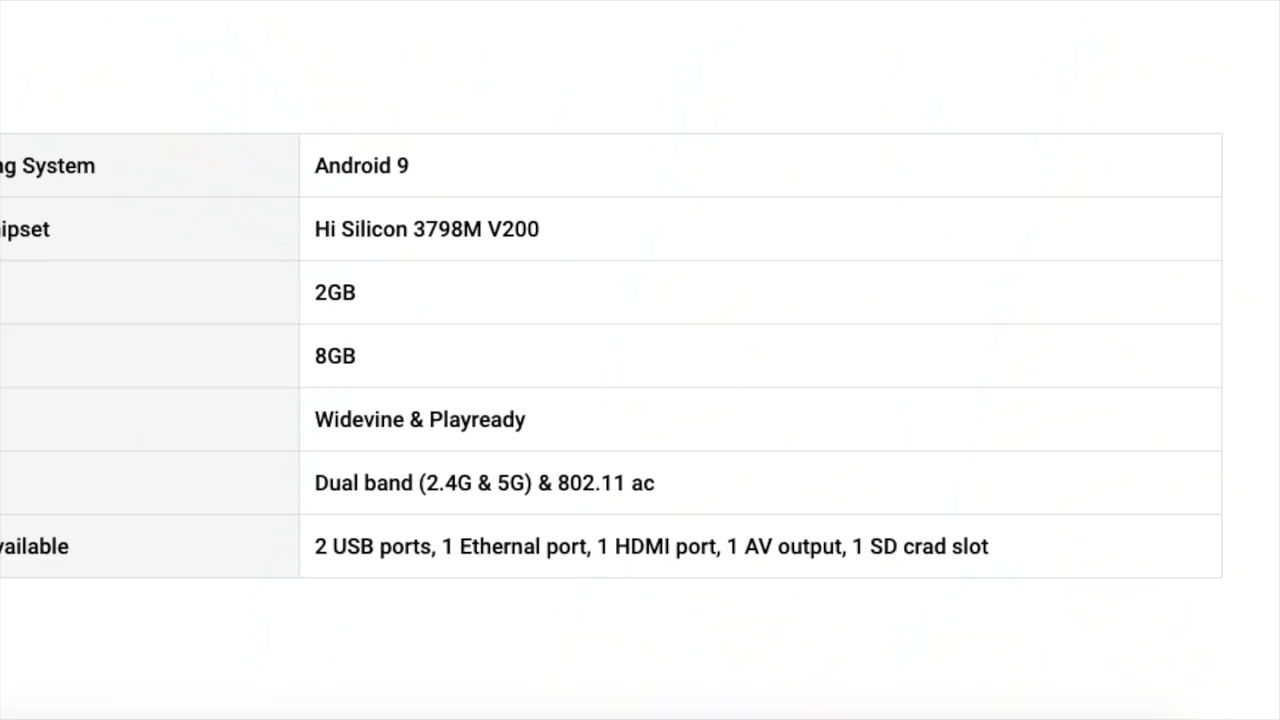 ng System Android 9
ipset Hi Silicon 3798M V200
2GB
8GB
Widevine & Playready
Dual band (2.4G & 5G) & 802.11 ac
vailable 2 USB ports, 1 Ethernal port, 1 HDMI port, 1 AV output, 1 SD crad slot